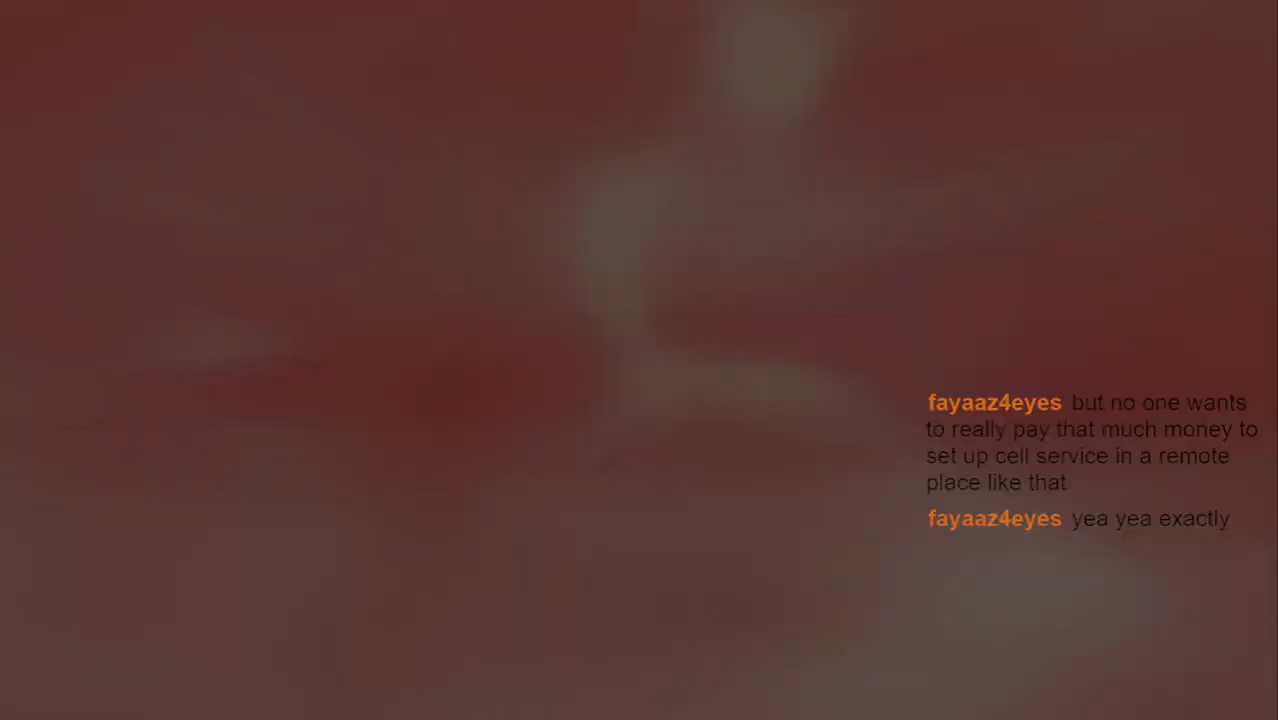 fayaaz4eyes but no one wants
to really pay that much money to
set up cell service in a remote
place like that
fayaaz4eyes yea yea exactly